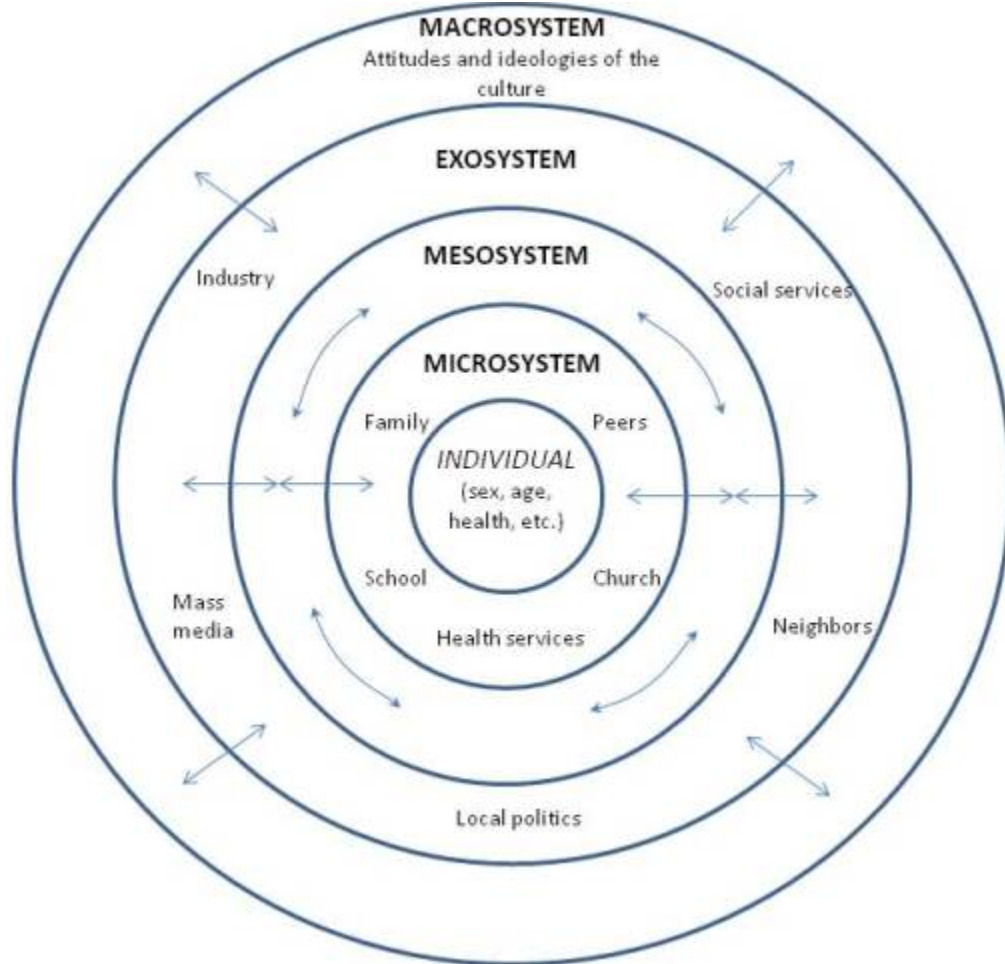 MACROSYSTEM
Attitudes and ideologies of the
culture
EXOSYSTEM
MESOSYSTEM
Industry
Social services
MICROSYSTEM
Family
Peers
INDIVIDUAL
(sex, age,
health, etc.)
School
Church
Mass
media
Health services
Neighbors
Local politics